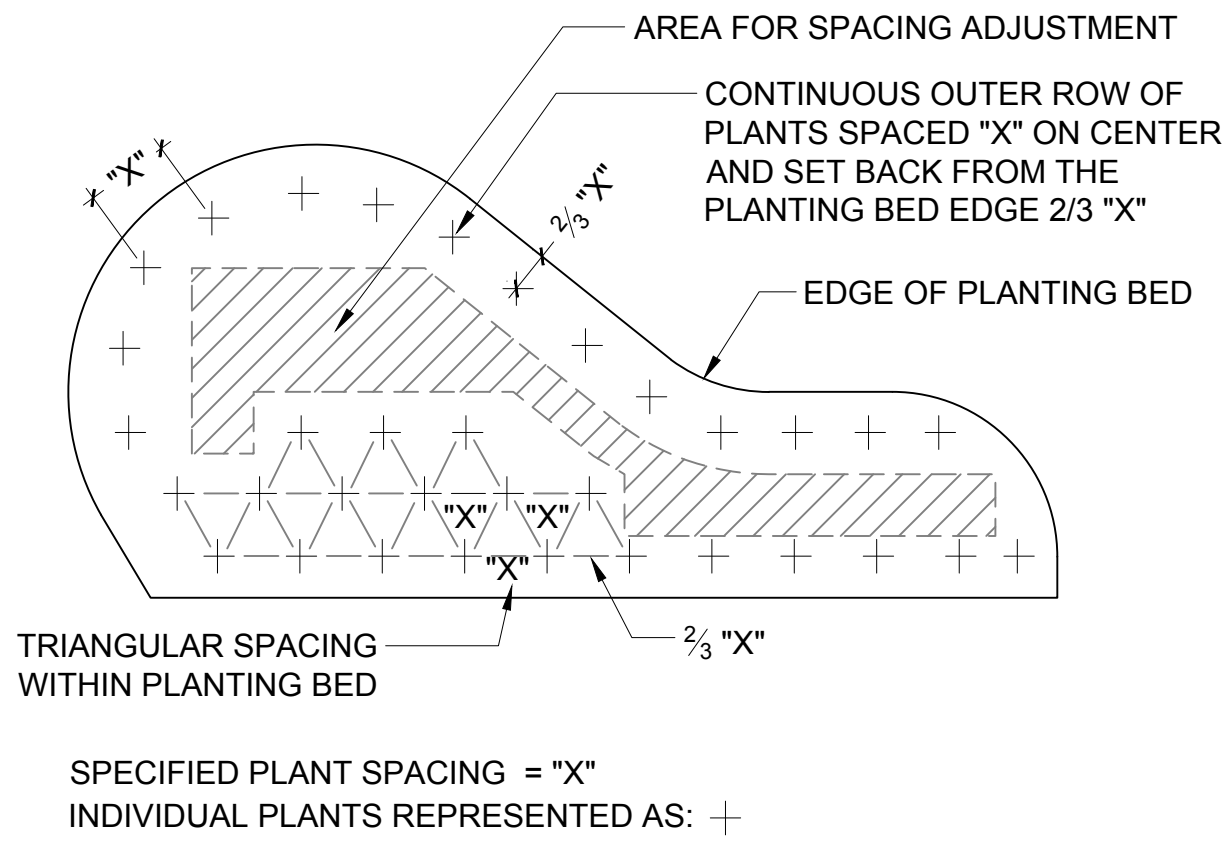 AREA FOR SPACING ADJUSTMENT
CONTINUOUS OUTER ROW OF
PLANTS SPACED "X" ON CENTER
AND SET BACK FROM THE
PLANTING BED EDGE 2/3 "X"
"X"
2/3 "X"
EDGE OF PLANTING BED
"X" "X"
"X"
TRIANGULAR SPACING
WITHIN PLANTING BED
2/3 "X"
SPECIFIED PLANT SPACING = "X"
INDIVIDUAL PLANTS REPRESENTED AS: